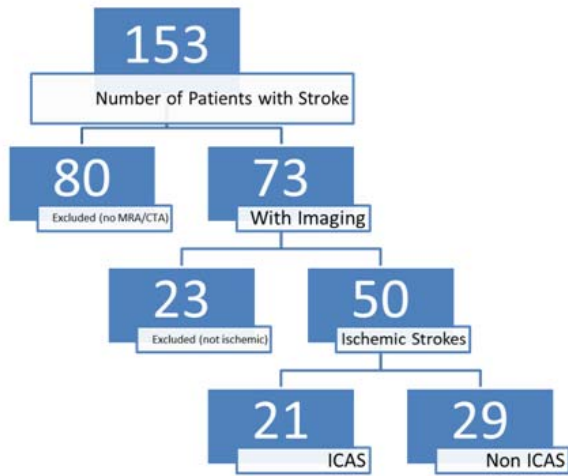 153
Number of Patients with Stroke
80
Excluded (no MRA/CTA)
73
With Imaging
23
Excluded (not ischemic)
50
Ischemic Strokes
21
ICAS
29
Non ICAS